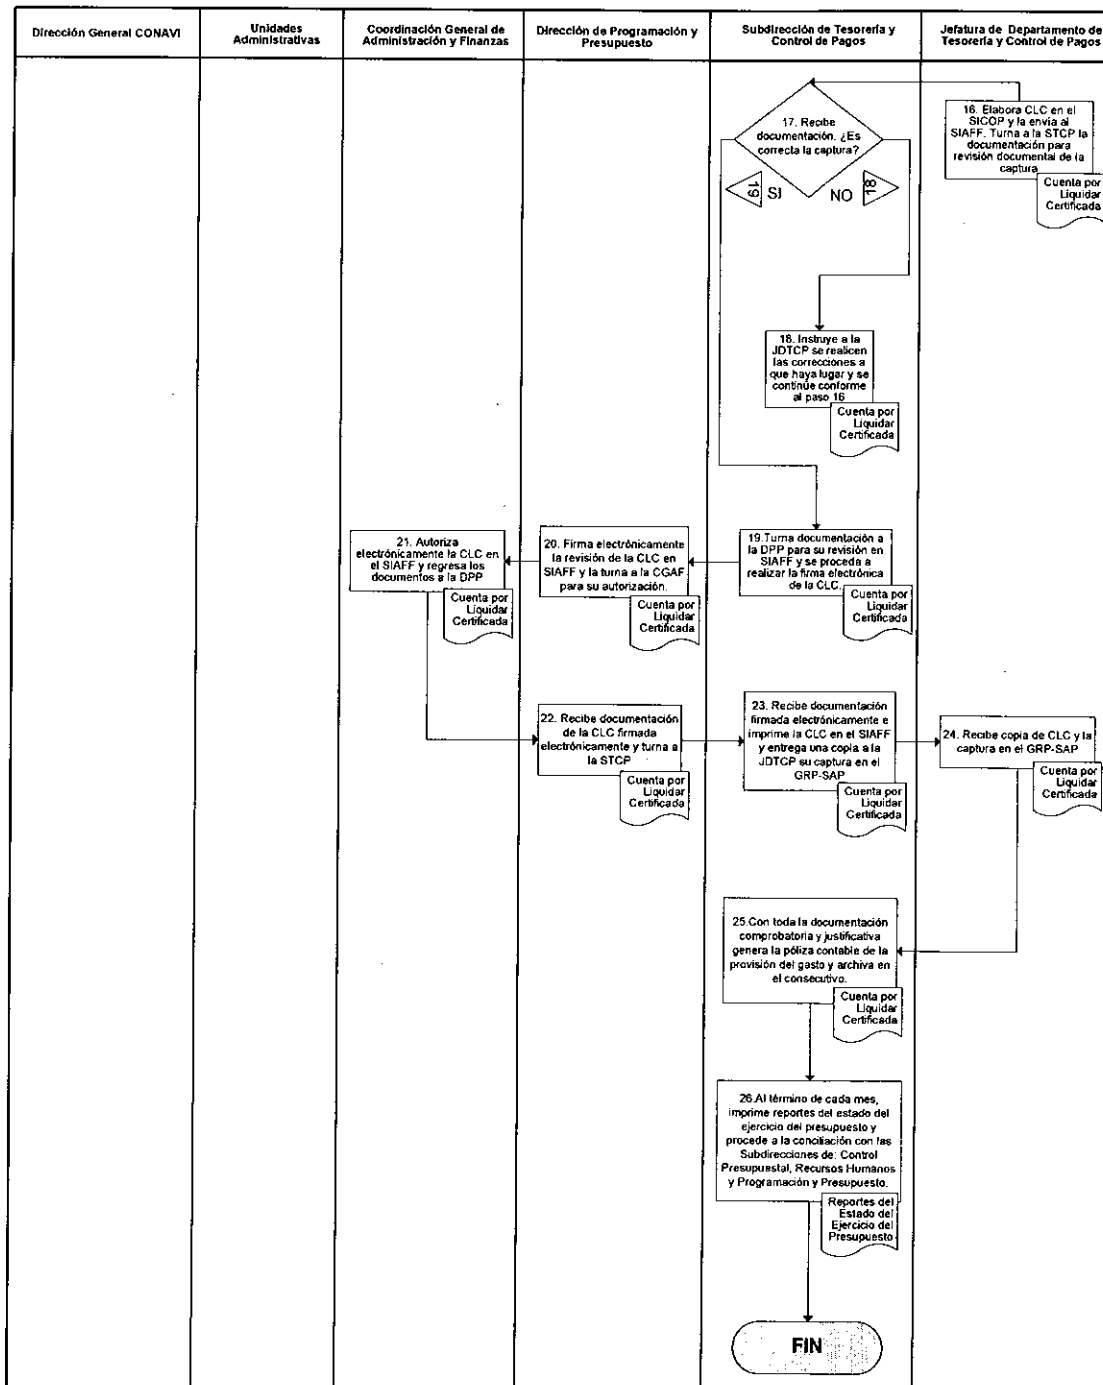 Dirección General CONAVI
Unidades
Administrativas
Coordinación General de
Administración y Finanzas
Dirección de Programación y
Presupuesto
Subdirección de Tesorería y
Control de Pagos
Jefatura de Departamento de
Tesorería y Control de Pagos
16. Elabora CLC en el
SICOP y la envia al
SIAFF. Turna a la STCP la
documentación para
revisión documental de la
captura
Cuenta por
Liquidar
Certificada
17. Recibe
documentación. ¿Es
correcta la captura?
19
SI
NO
18
18. Instruye a la
JDTCP se realicen
las correcciones a
que haya lugar y se
continúe conforme
al paso 16
Cuenta por
Liquidar
Certificada
19.Turna documentación a
la DPP para su revisión en
SIAFF y se proceda a
realizar la firma electrónica
de la CLC.
Cuenta por
Liquidar
Certificada
20. Firma electrónicamente
la revisión de la CLC en
SIAFF y la turna a la CGAF
para su autorización.
Cuenta por
Liquidar
Certificada
21. Autoriza
electrónicamente la CLC en
el SIAFF y regresa los
documentos a la DPP
Cuenta por
Liquidar
Certificada
22. Recibe documentación
de la CLC firmada
electrónicamente y turna a
la STCP
Cuenta por
Liquidar
Certificada
23. Recibe documentación
firmada electrónicamente e
imprime la CLC en el SIAFF
y entrega una copia a la
JDTCP su captura en el
GRP-SAP
Cuenta por
Liquidar
Certificada
24. Recibe copia de CLC y la
captura en el GRP-SAP
Cuenta por
Liquidar
Certificada
25.Con toda la documentación
comprobatoria y justificativa
genera la póliza contable de la
provisión del gasto y archiva en
el consecutivo.
Cuenta por
Liquidar
Certificada
26.Al término de cada mes,
imprime reportes del estado del
ejercicio del presupuesto y
procede a la conciliación con las
Subdirecciones de: Control
Presupuestal, Recursos Humanos
y Programación y Presupuesto.
Reportes del
Estado del
Ejercicio del
Presupuesto
FIN